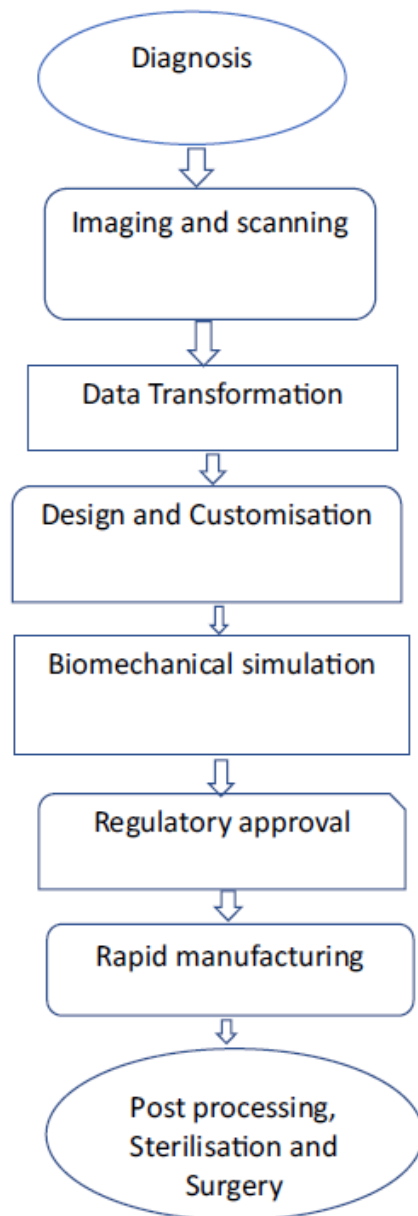 Diagnosis
Imaging and scanning
Data Transformation
Design and Customisation
Biomechanical simulation
Regulatory approval
Rapid manufacturing
Post processing,
Sterilisation and
Surgery